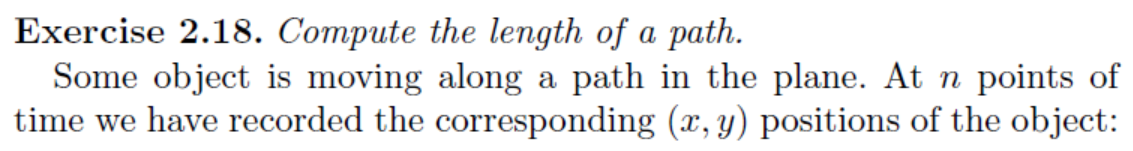 Exercise 2.18. Compute the length of a path.
Some object is moving along a path in the plane. At n points of
time we have recorded the corresponding (x, y) positions of the object: